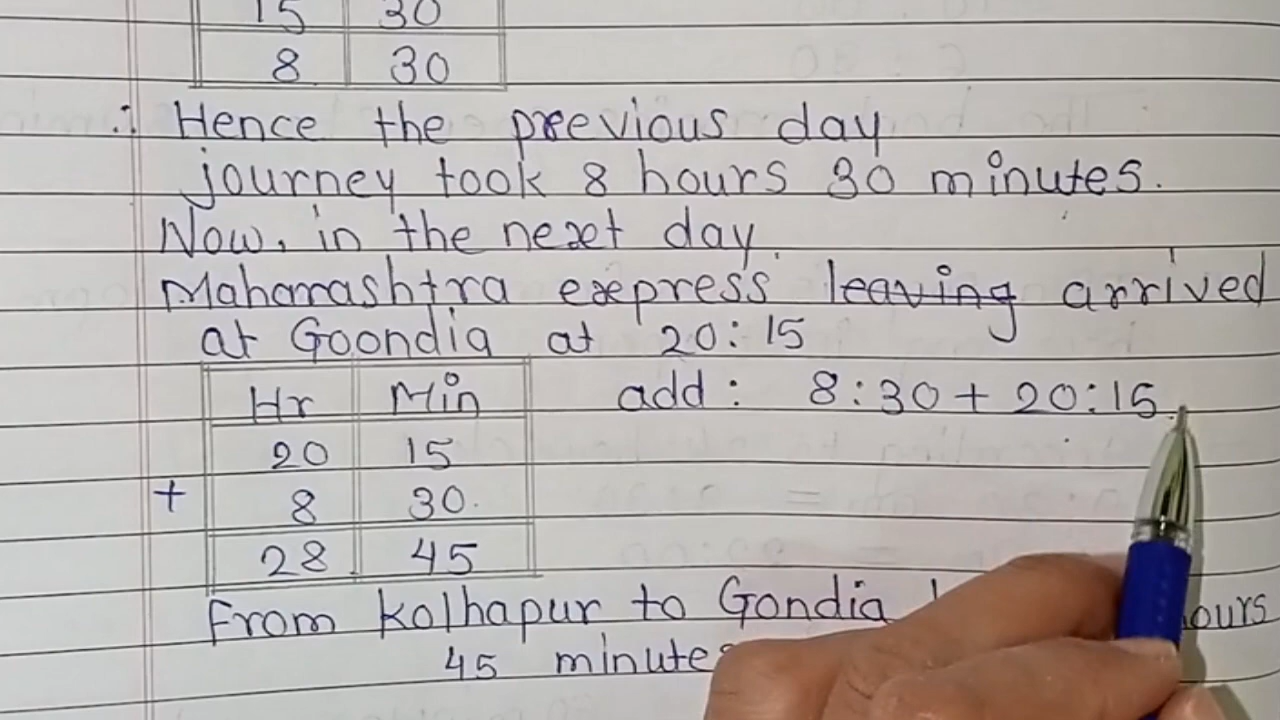 15 30
8 30
∴ Hence the previous day
journey took 8 hours 30 minutes.
Now, in the next day
Maharashtra express leaving arrived
at Goondia at 20:15
Hr Min add: 8:30 + 20:15
20 15
+ 8 30.
28 45
From Kolhapur to Gondia
45 minutes